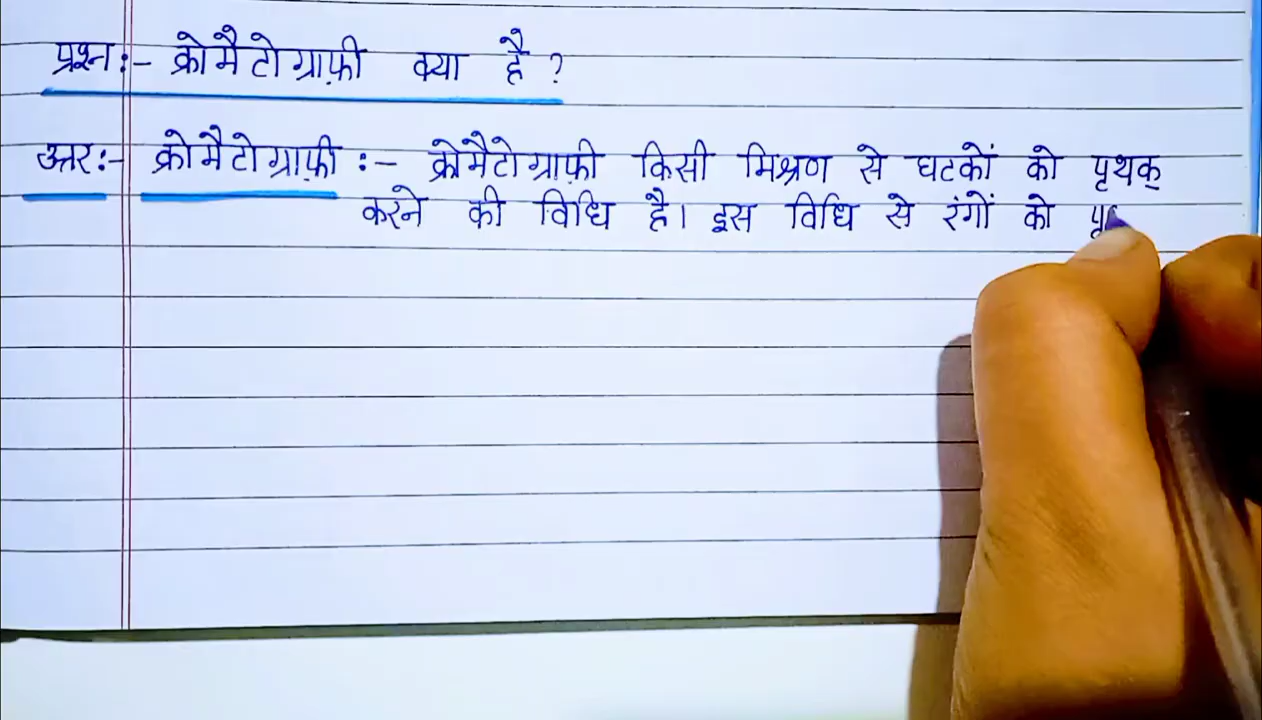 प्रश्न:- क्रोमैटोग्राफ़ी क्या है ?
उत्तर:- क्रोमैटोग्राफ़ी :- क्रोमैटोग्राफ़ी किसी मिश्रण से घटकों को पृथक्
करने की विधि है। इस विधि से रंगों को